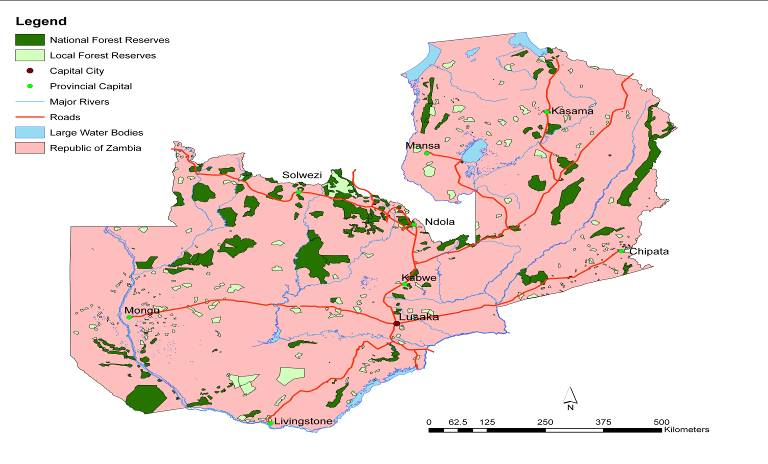 Legend
National Forest Reserves
Local Forest Reserves
Capital City
Provincial Capital
Major Rivers
Roads
Large Water Bodies
Republic of Zambia
Kasama
Mansa
Solwezi
Ndola
Chipata
Kabwe
Mongu
Lusaka
Livingstone
N
0 62.5 125 250 375 500
Kilometers